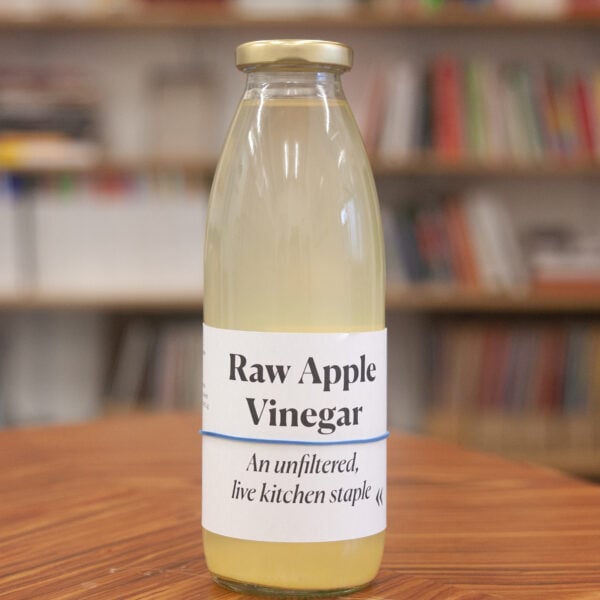 Raw Apple
Vinegar
An unfiltered,
live kitchen staple